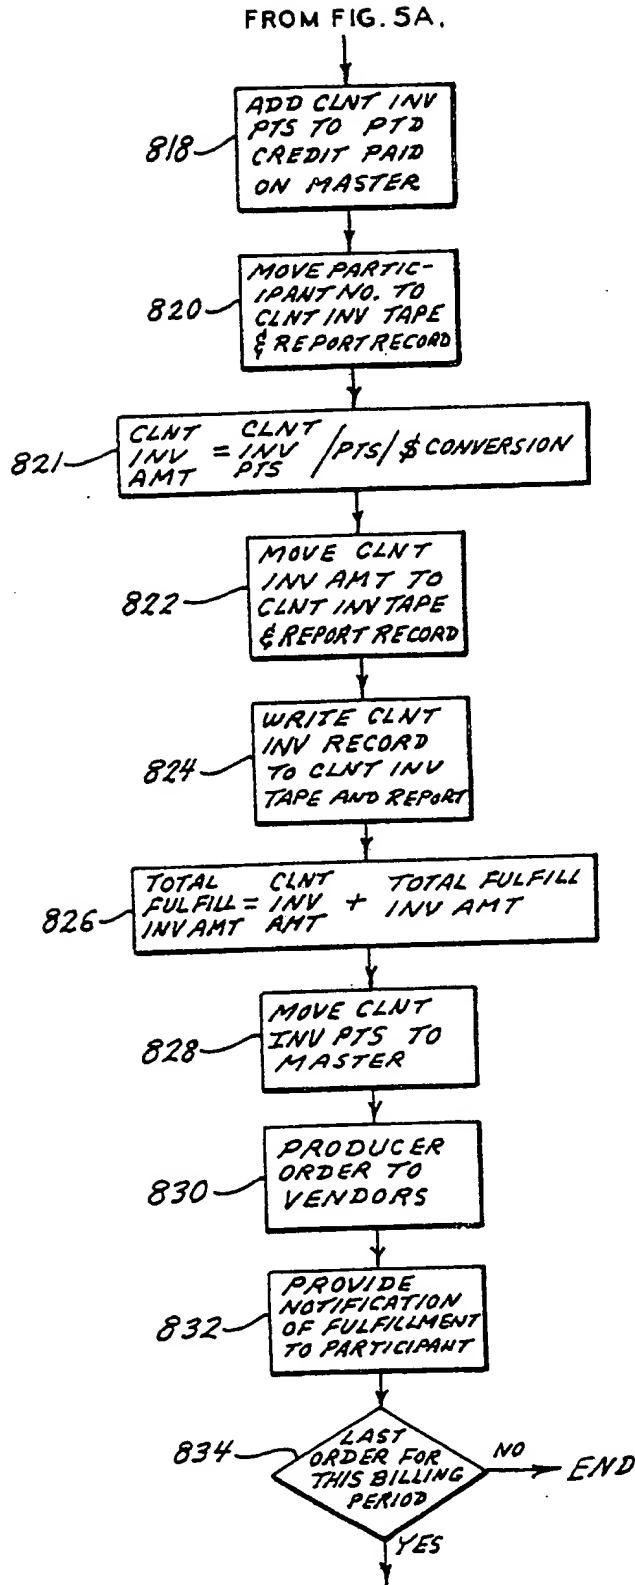 FROM FIG. 5A.
818
ADD CLNT INV
PTS TO PTD
CREDIT PAID
ON MASTER
820
MOVE PARTIC-
IPANT NO. TO
CLNT INV TAPE
& REPORT RECORD
821
CLNT INV AMT = CLNT INV PTS / PTS / $ CONVERSION
822
MOVE CLNT
INV AMT TO
CLNT INV TAPE
& REPORT RECORD
824
WRITE CLNT
INV RECORD
TO CLNT INV
TAPE AND REPORT
826
TOTAL FULFILL INV AMT = CLNT INV AMT + TOTAL FULFILL INV AMT
828
MOVE CLNT
INV PTS TO
MASTER
830
PRODUCER
ORDER TO
VENDORS
832
PROVIDE
NOTIFICATION
OF FULFILLMENT
TO PARTICIPANT
834
LAST
ORDER FOR
THIS BILLING
PERIOD
NO
END
YES